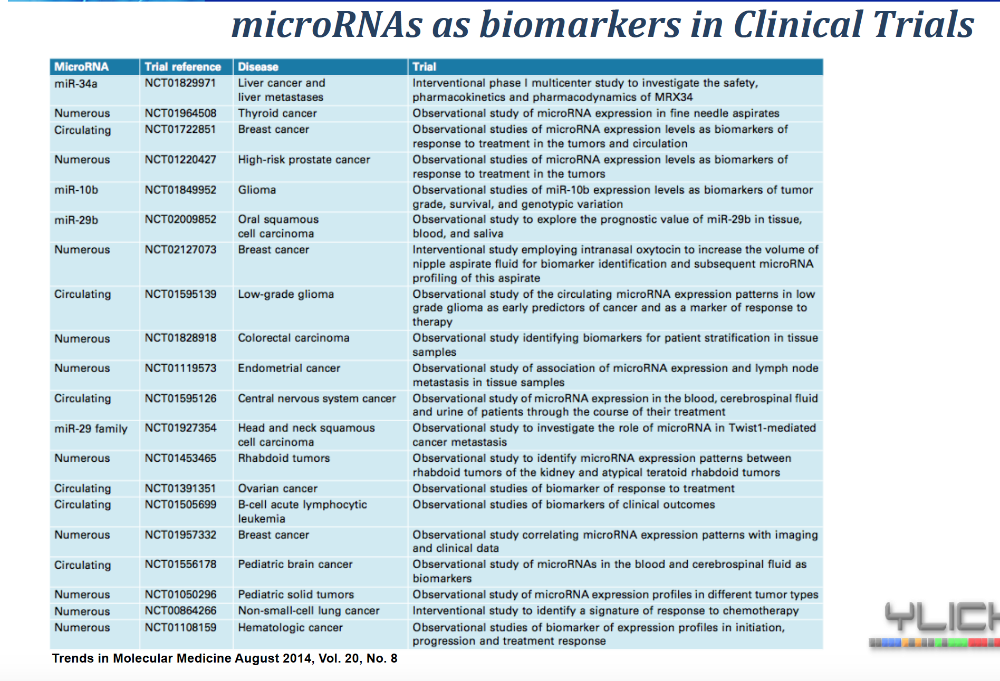 microRNAs as biomarkers in Clinical Trials
MicroRNA Trial reference Disease Trial
miR-34a NCT01829971 Liver cancer and Interventional phase I multicenter study to investigate the safety,
liver metastases pharmacokinetics and pharmacodynamics of MRX34
Numerous NCT01964508 Thyroid cancer Observational study of microRNA expression in fine needle aspirates
Circulating NCT01722851 Breast cancer Observational studies of microRNA expression levels as biomarkers of
response to treatment in the tumors and circulation
Numerous NCT01220427 High-risk prostate cancer Observational studies of microRNA expression levels as biomarkers of
response to treatment in the tumors
miR-10b NCT01849952 Glioma Observational studies of miR-10b expression levels as biomarkers of tumor
grade, survival, and genotypic variation
miR-29b NCT02009852 Oral squamous Observational study to explore the prognostic value of miR-29b in tissue,
cell carcinoma blood, and saliva
Numerous NCT02127073 Breast cancer Interventional study employing intranasal oxytocin to increase the volume of
nipple aspirate fluid for biomarker identification and subsequent microRNA
profiling of this aspirate
Circulating NCT01595139 Low-grade glioma Observational study of the circulating microRNA expression patterns in low
grade glioma as early predictors of cancer and as a marker of response to
therapy
Numerous NCT01828918 Colorectal carcinoma Observational study identifying biomarkers for patient stratification in tissue
samples
Numerous NCT01119573 Endometrial cancer Observational study of association of microRNA expression and lymph node
metastasis in tissue samples
Circulating NCT01595126 Central nervous system cancer Observational study of microRNA expression in the blood, cerebrospinal fluid
and urine of patients through the course of their treatment
miR-29 family NCT01927354 Head and neck squamous Observational study to investigate the role of microRNA in Twist1-mediated
cell carcinoma cancer metastasis
Numerous NCT01453465 Rhabdoid tumors Observational study to identify microRNA expression patterns between
rhabdoid tumors of the kidney and atypical teratoid rhabdoid tumors
Circulating NCT01391351 Ovarian cancer Observational studies of biomarker of response to treatment
Circulating NCT01505699 B-cell acute lymphocytic Observational studies of biomarkers of clinical outcomes
leukemia
Numerous NCT01957332 Breast cancer Observational study correlating microRNA expression patterns with imaging
and clinical data
Circulating NCT01556178 Pediatric brain cancer Observational study of microRNAs in the blood and cerebrospinal fluid as
biomarkers
Numerous NCT01050296 Pediatric solid tumors Observational study of microRNA expression profiles in different tumor types
Numerous NCT00864266 Non-small-cell lung cancer Interventional study to identify a signature of response to chemotherapy
Numerous NCT01108159 Hematologic cancer Observational studies of biomarker of expression profiles in initiation,
progression and treatment response
Trends in Molecular Medicine August 2014, Vol. 20, No. 8